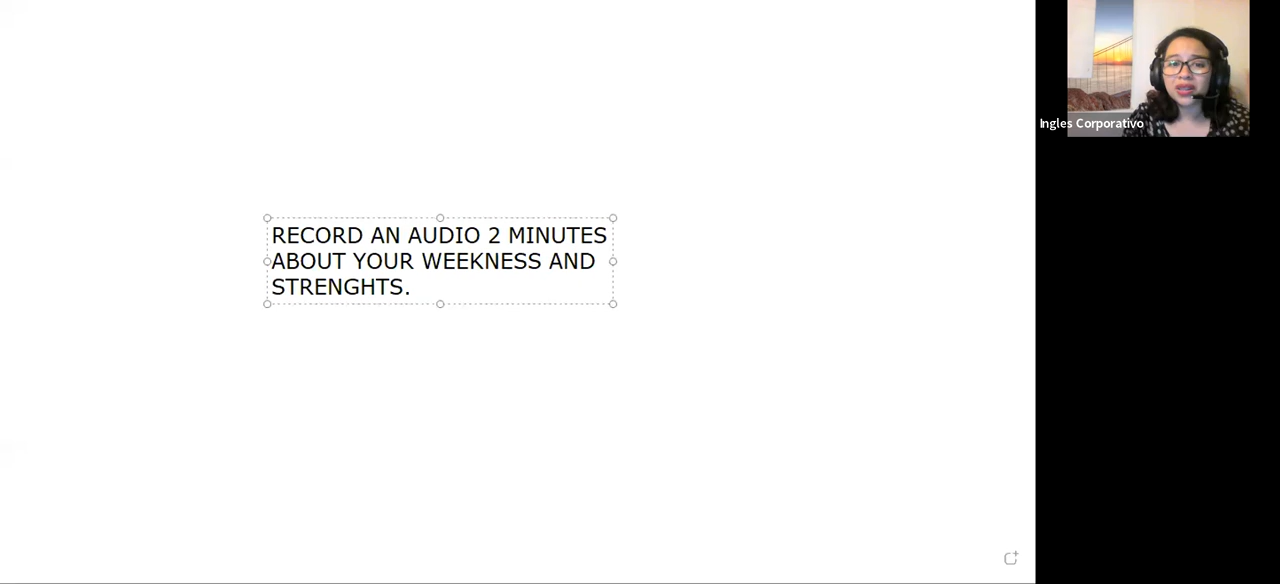 RECORD AN AUDIO 2 MINUTES
ABOUT YOUR WEEKNESS AND
STRENGHTS.
Ingles Corporativo